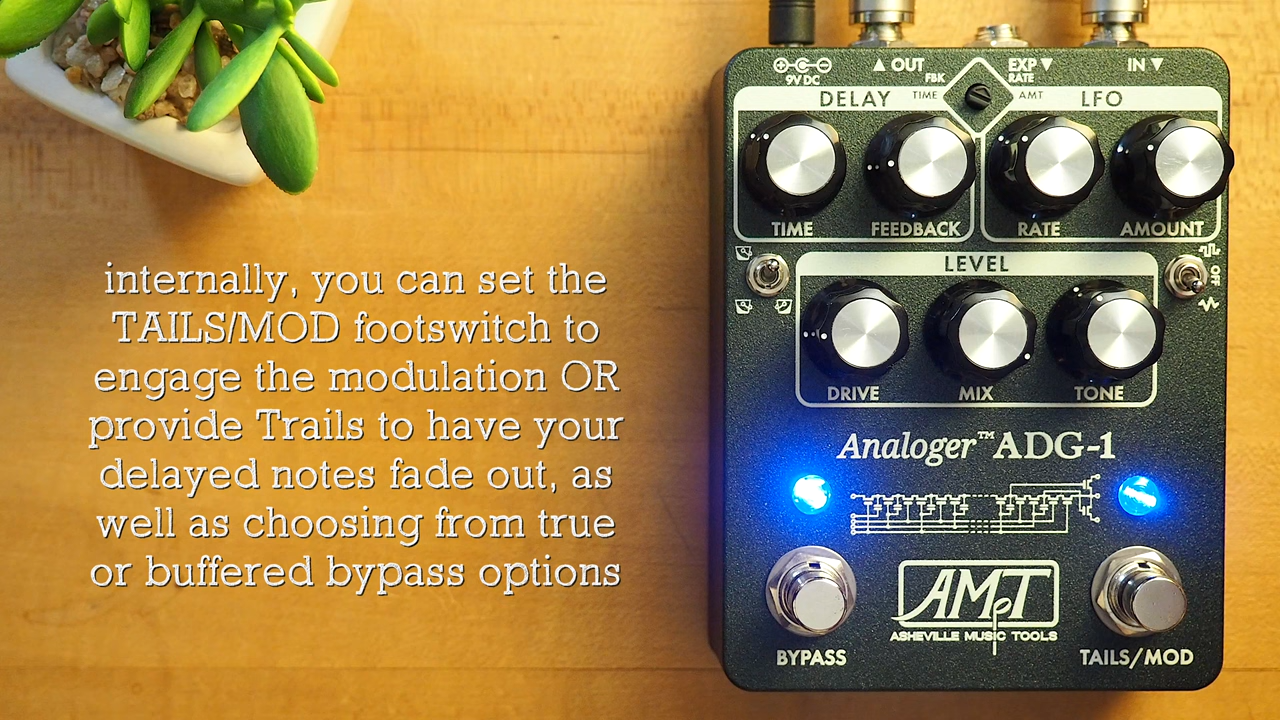 internally, you can set the
TAILS/MOD footswitch to
engage the modulation OR
provide Trails to have your
delayed notes fade out, as
well as choosing from true
or buffered bypass options
9V DC
OUT
EXP
IN
FBK
RATE
TIME
AMT
DELAY
LFO
TIME
FEEDBACK
RATE
AMOUNT
LEVEL
OFF
DRIVE
MIX
TONE
Analoger™ ADG-1
AMT
ASHEVILLE MUSIC TOOLS
BYPASS
TAILS/MOD